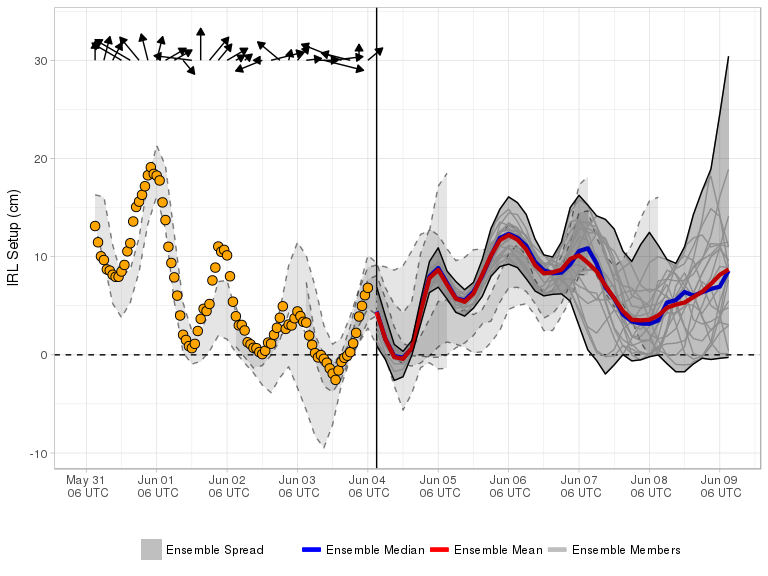 IRL Setup (cm)
30
20
10
0
-10
May 31 Jun 01 Jun 02 Jun 03 Jun 04 Jun 05 Jun 06 Jun 07 Jun 08 Jun 09
06 UTC 06 UTC 06 UTC 06 UTC 06 UTC 06 UTC 06 UTC 06 UTC 06 UTC 06 UTC
Ensemble Spread Ensemble Median Ensemble Mean Ensemble Members